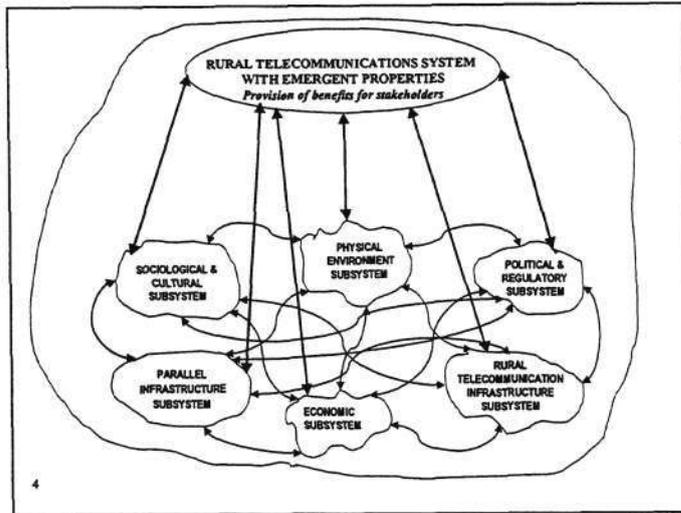 RURAL TELECOMMUNICATIONS SYSTEM
WITH EMERGENT PROPERTIES
Provision of benefits for stakeholders
PHYSICAL
ENVIRONMENT
SUBSYSTEM
SOCIOLOGICAL &
CULTURAL
SUBSYSTEM
POLITICAL &
REGULATORY
SUBSYSTEM
PARALLEL
INFRASTRUCTURE
SUBSYSTEM
ECONOMIC
SUBSYSTEM
RURAL
TELECOMMUNICATION
INFRASTRUCTURE
SUBSYSTEM
4